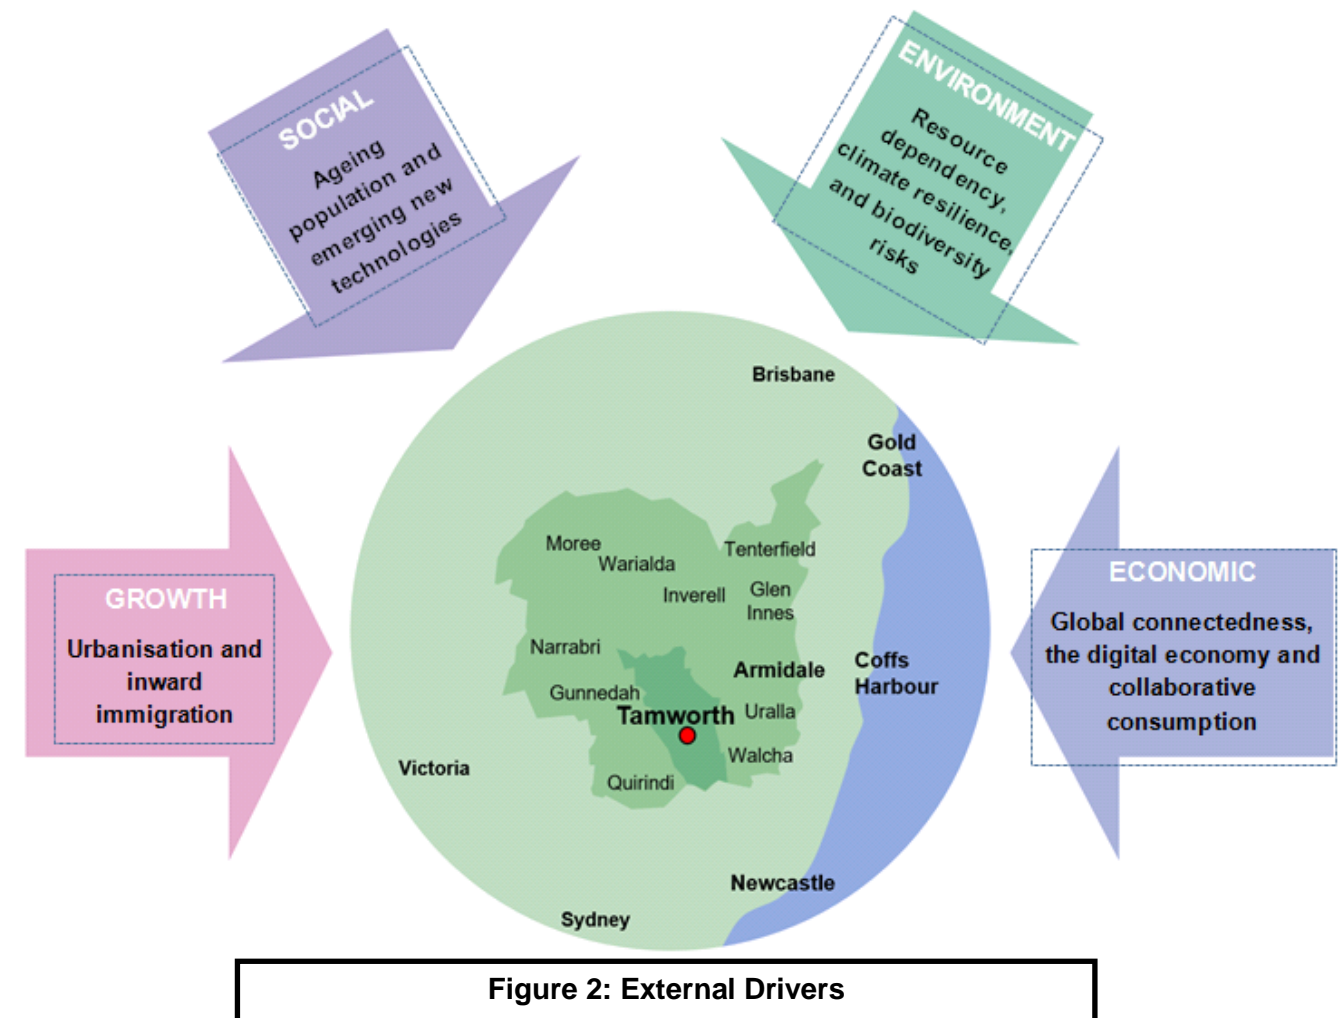 SOCIAL
Ageing
population and
emerging new
technologies
ENVIRONMENT
Resource
dependency,
climate resilience,
and biodiversity
risks
GROWTH
Urbanisation and
inward
immigration
ECONOMIC
Global connectedness,
the digital economy and
collaborative
consumption
Brisbane
Gold
Coast
Moree
Warialda
Tenterfield
Inverell
Glen
Innes
Narrabri
Armidale
Coffs
Harbour
Gunnedah
Tamworth
Uralla
Walcha
Victoria
Quirindi
Newcastle
Sydney
Figure 2: External Drivers